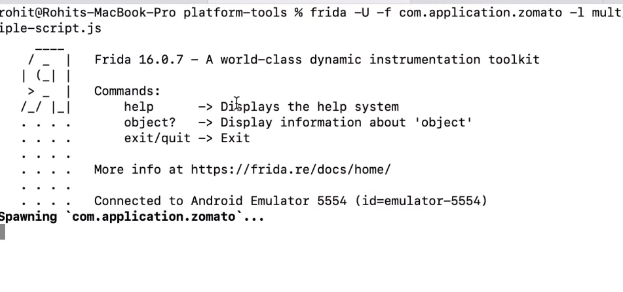 rohit@Rohits-MacBook-Pro platform-tools % frida -U -f com.application.zomato -l mult
iple-script.js
     ____
    / _  |   Frida 16.0.7 - A world-class dynamic instrumentation toolkit
   | (_| |
    > _  |   Commands:
   /_/ |_|       help      -> Displays the help system
   . . . .       object?   -> Display information about 'object'
   . . . .       exit/quit -> Exit
   . . . .
   . . . .   More info at https://frida.re/docs/home/
   . . . .
   . . . .   Connected to Android Emulator 5554 (id=emulator-5554)
Spawning `com.application.zomato`...